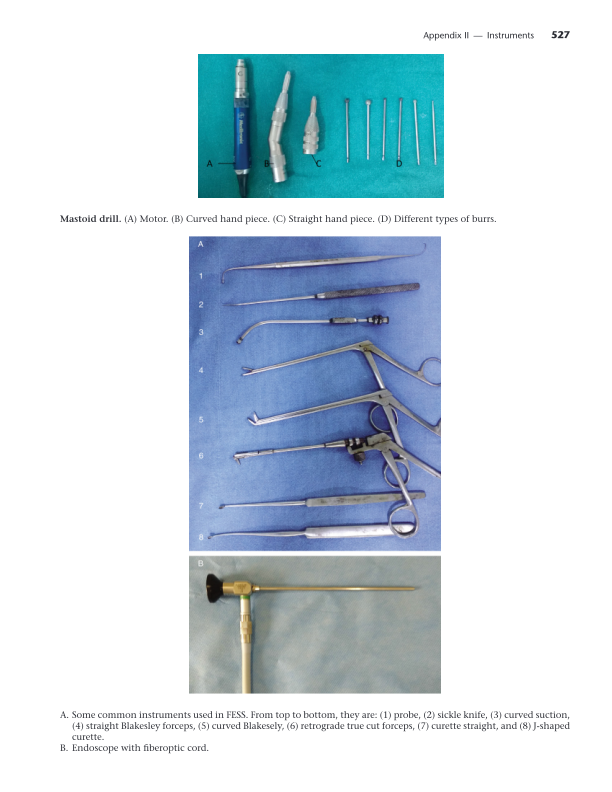 Appendix II — Instruments 527
A B C D
Mastoid drill. (A) Motor. (B) Curved hand piece. (C) Straight hand piece. (D) Different types of burrs.
A
1
2
3
4
5
6
7
8
B
A. Some common instruments used in FESS. From top to bottom, they are: (1) probe, (2) sickle knife, (3) curved suction,
(4) straight Blakesley forceps, (5) curved Blakesely, (6) retrograde true cut forceps, (7) curette straight, and (8) J-shaped
curette.
B. Endoscope with fiberoptic cord.